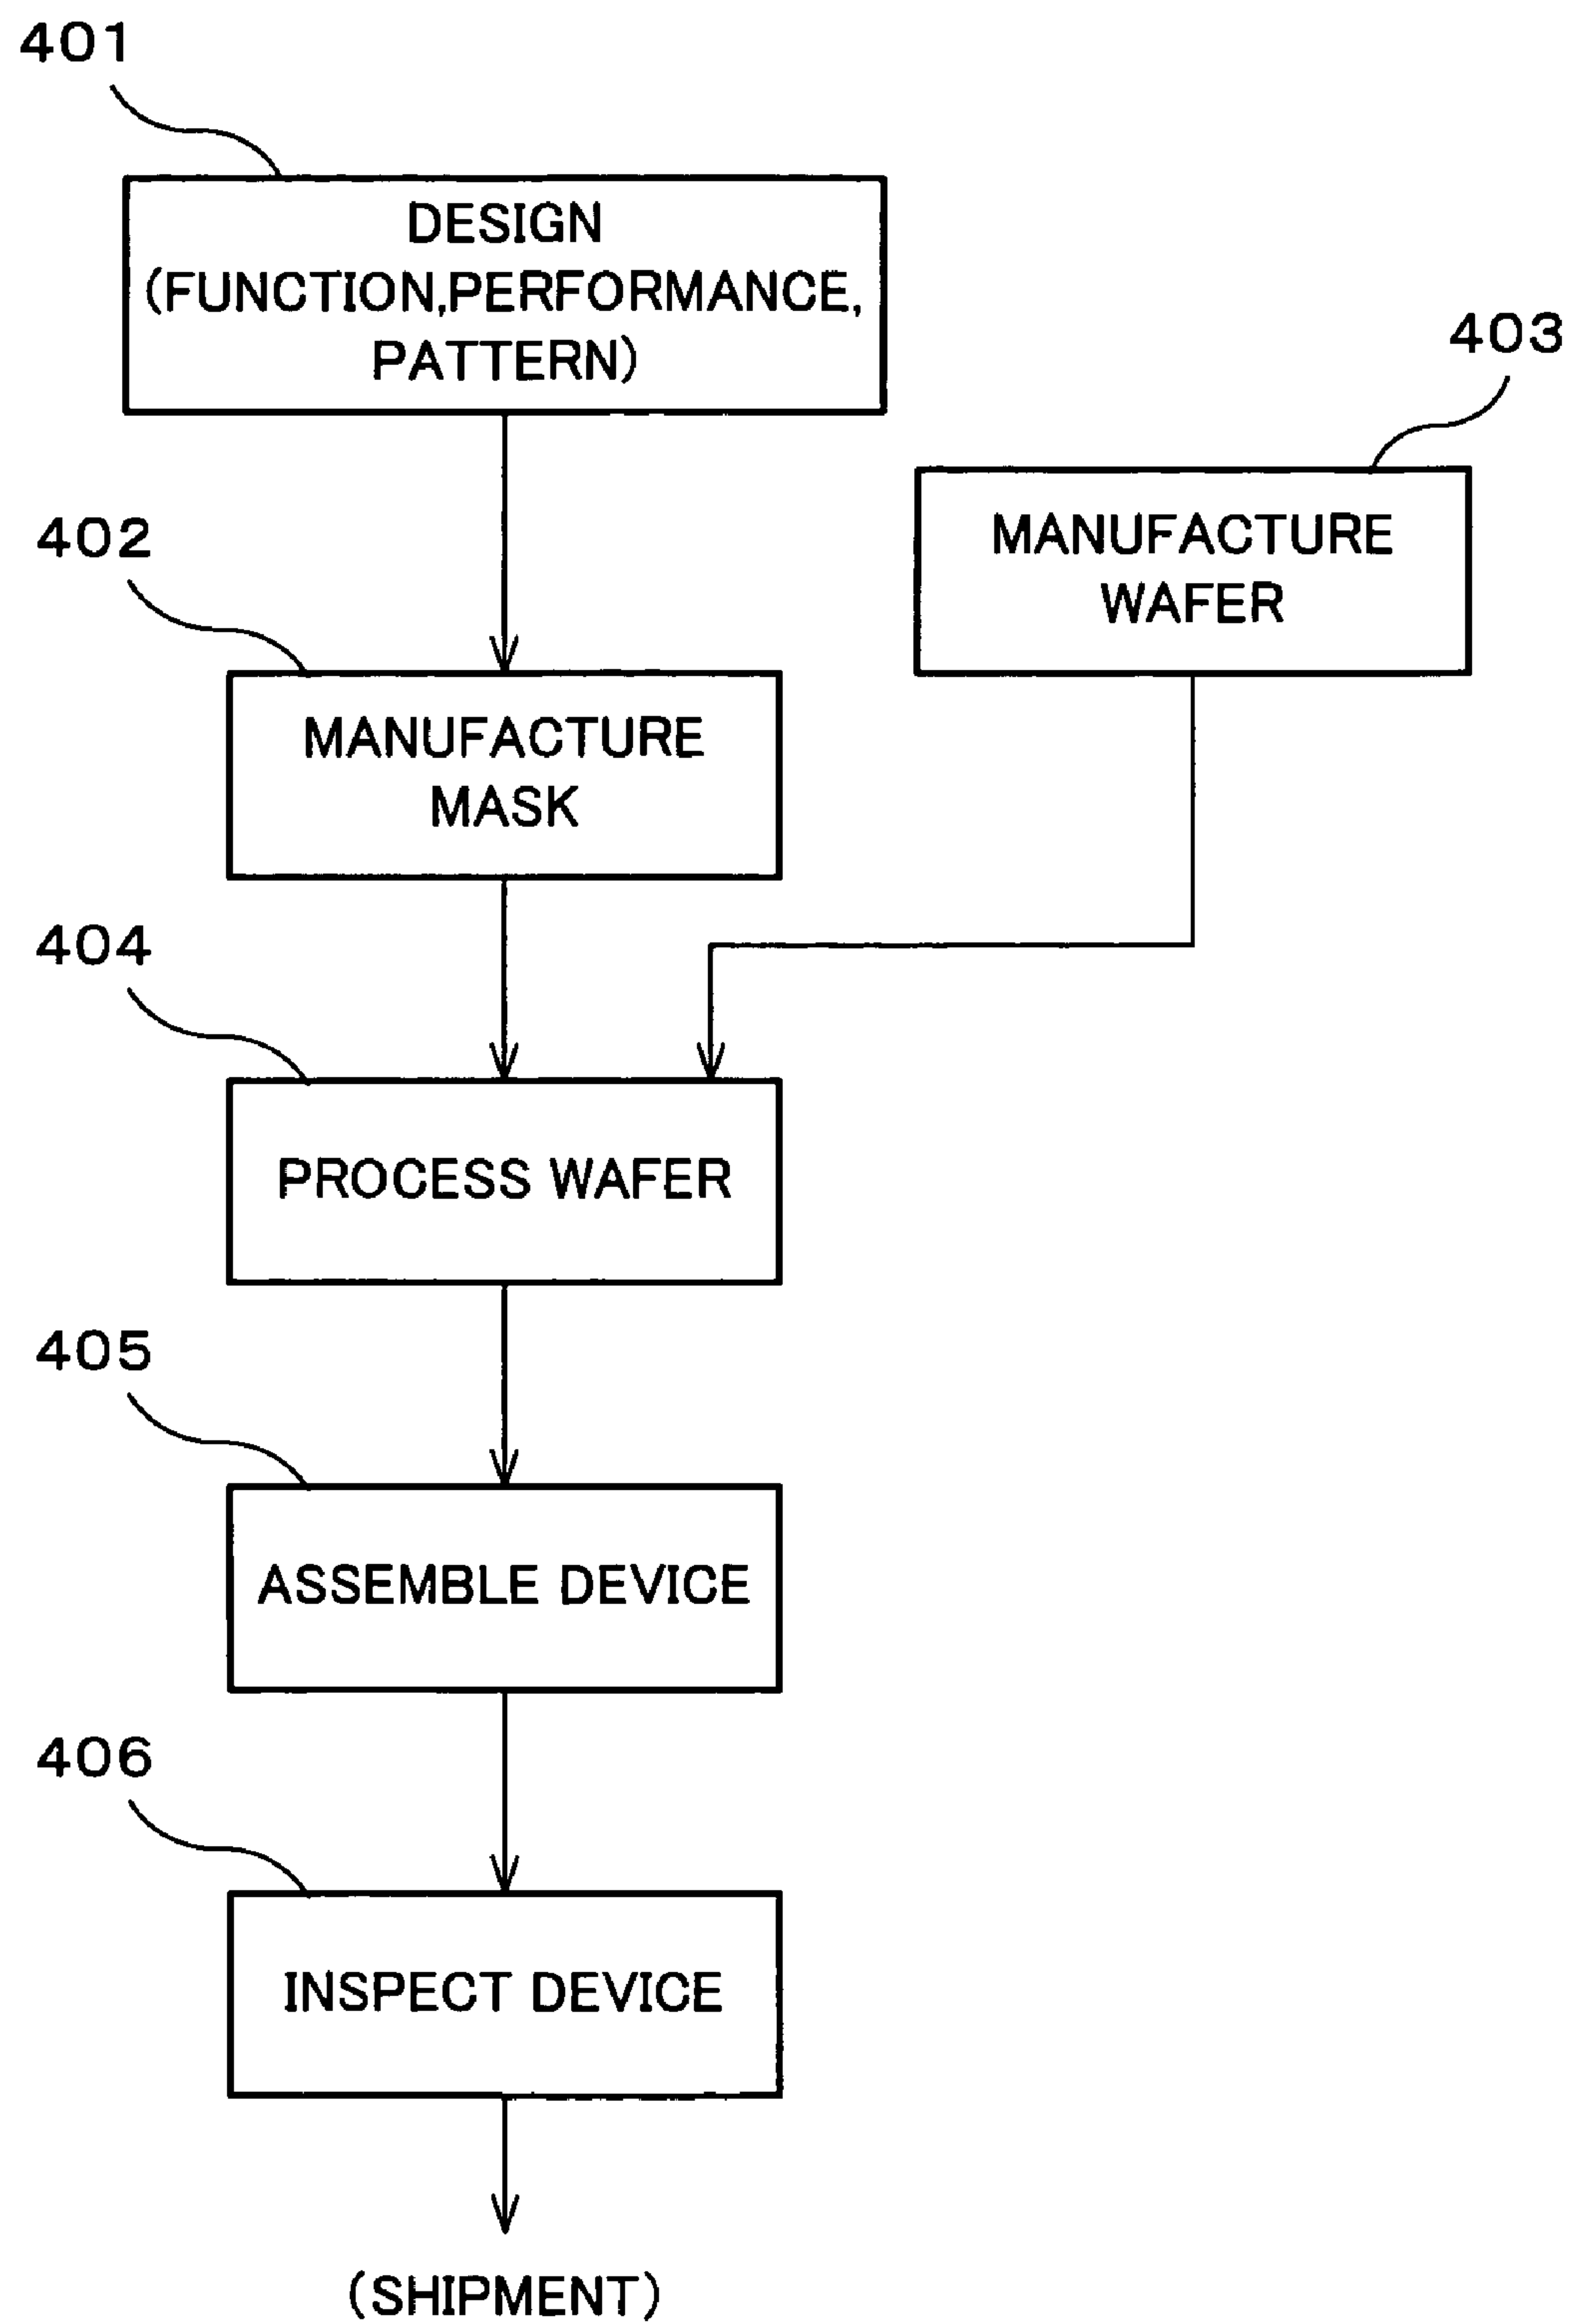 401
DESIGN
(FUNCTION,PERFORMANCE,
PATTERN)
403
MANUFACTURE
WAFER
402
MANUFACTURE
MASK
404
PROCESS WAFER
405
ASSEMBLE DEVICE
406
INSPECT DEVICE
(SHIPMENT)